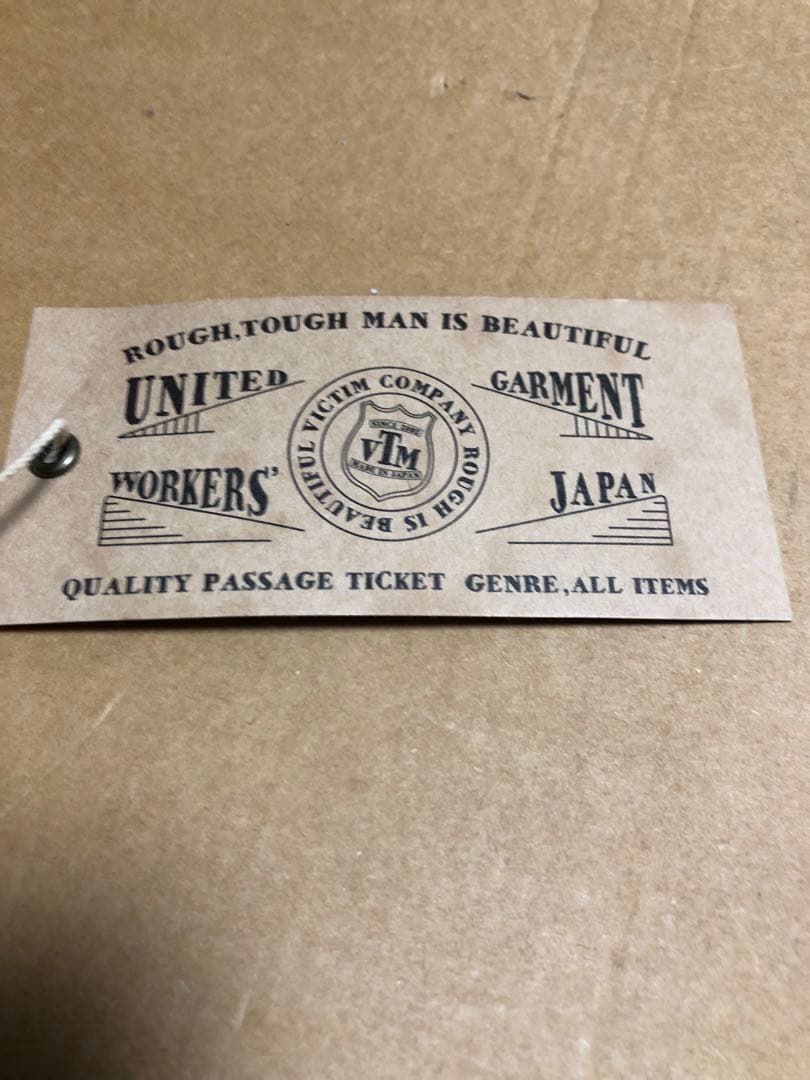 ROUGH,TOUGH MAN IS BEAUTIFUL
UNITED
GARMENT
VICTIM COMPANY ROUGH IS BEAUTIFUL
SINCE
VTM
MADE IN JAPAN
WORKERS'
JAPAN
QUALITY PASSAGE TICKET GENRE,ALL ITEMS